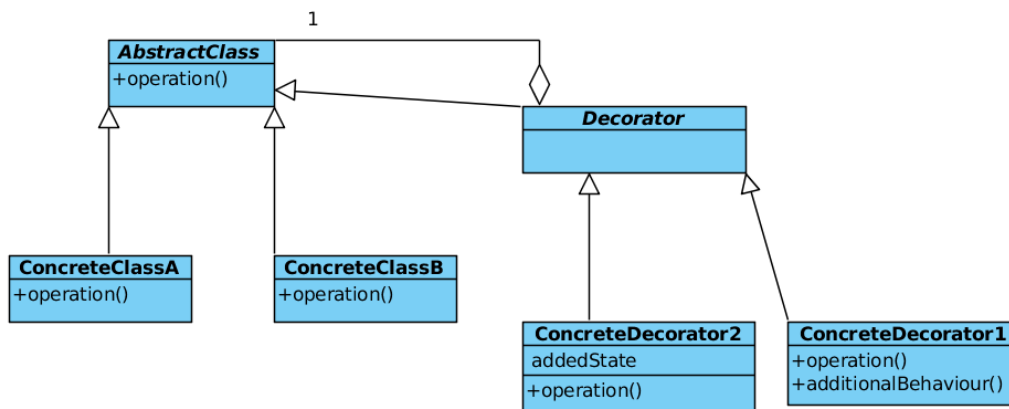 1
AbstractClass
+operation()
Decorator
ConcreteClassA
+operation()
ConcreteClassB
+operation()
ConcreteDecorator2
addedState
+operation()
ConcreteDecorator1
+operation()
+additionalBehaviour()